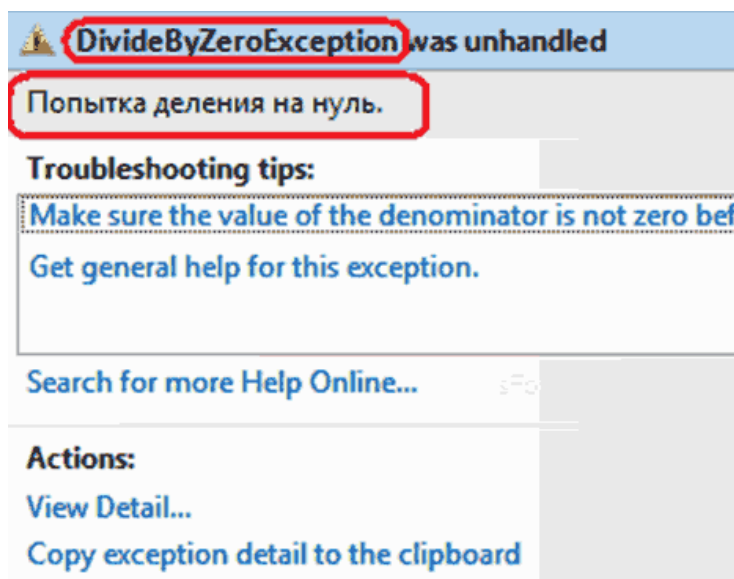 DivideByZeroException was unhandled
Попытка деления на нуль.
Troubleshooting tips:
Make sure the value of the denominator is not zero bef
Get general help for this exception.
Search for more Help Online...
Actions:
View Detail...
Copy exception detail to the clipboard